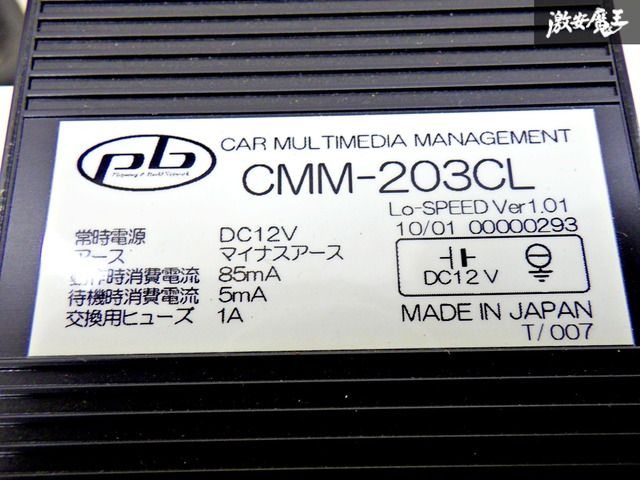 激安魔王
CAR MULTIMEDIA MANAGEMENT
pb
CMM-203CL
Lo-SPEED Ver1.01
10/01 00000293
常時電源 DC12V
アース マイナスアース
動作時消費電流 85mA
待機時消費電流 5mA
交換用ヒューズ 1A
DC12V
MADE IN JAPAN
T/007